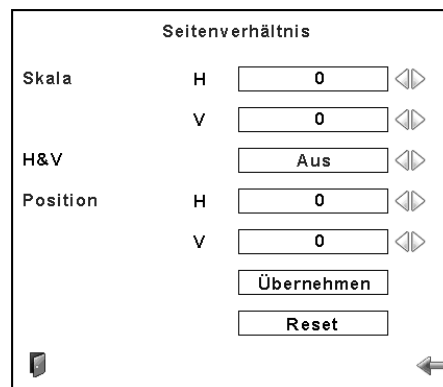 Seitenverhältnis
Skala H 0
V 0
H&V Aus
Position H 0
V 0
Übernehmen
Reset